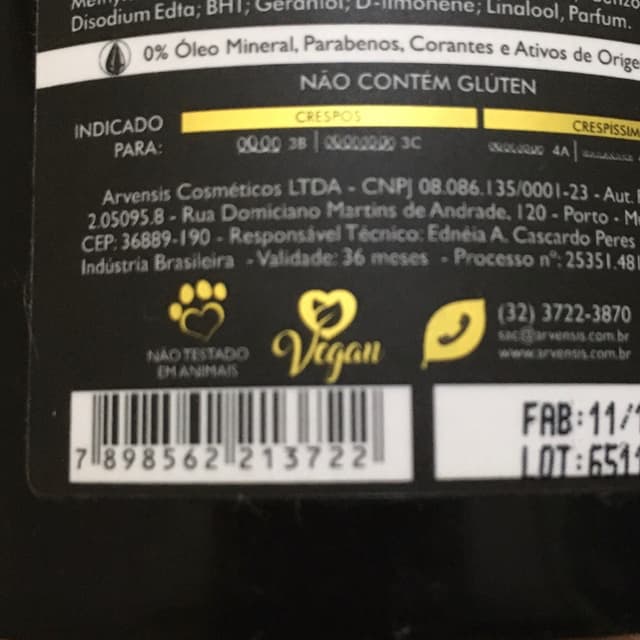 Disodium Edta; BHT; Geraniol; D-limonene; Linalool, Parfum.
0% Óleo Mineral, Parabenos, Corantes e Ativos de Orige
NÃO CONTÉM GLÚTEN
INDICADO PARA:
CRESPOS
3B | 3C
CRESPÍSSIM
4A |
Arvensis Cosméticos LTDA - CNPJ 08.086.135/0001-23 - Aut.
2.05095.8 - Rua Domiciano Martins de Andrade, 120 - Porto - M
CEP: 36889-190 - Responsável Técnico: Ednéia A. Cascardo Peres
Indústria Brasileira - Validade: 36 meses - Processo nº: 25351.481
NÃO TESTADO
EM ANIMAIS
Vegan
(32) 3722-3870
sac@arvensis.com.br
www.arvensis.com.br
7 898562 213722
FAB:11/1
LOT:651